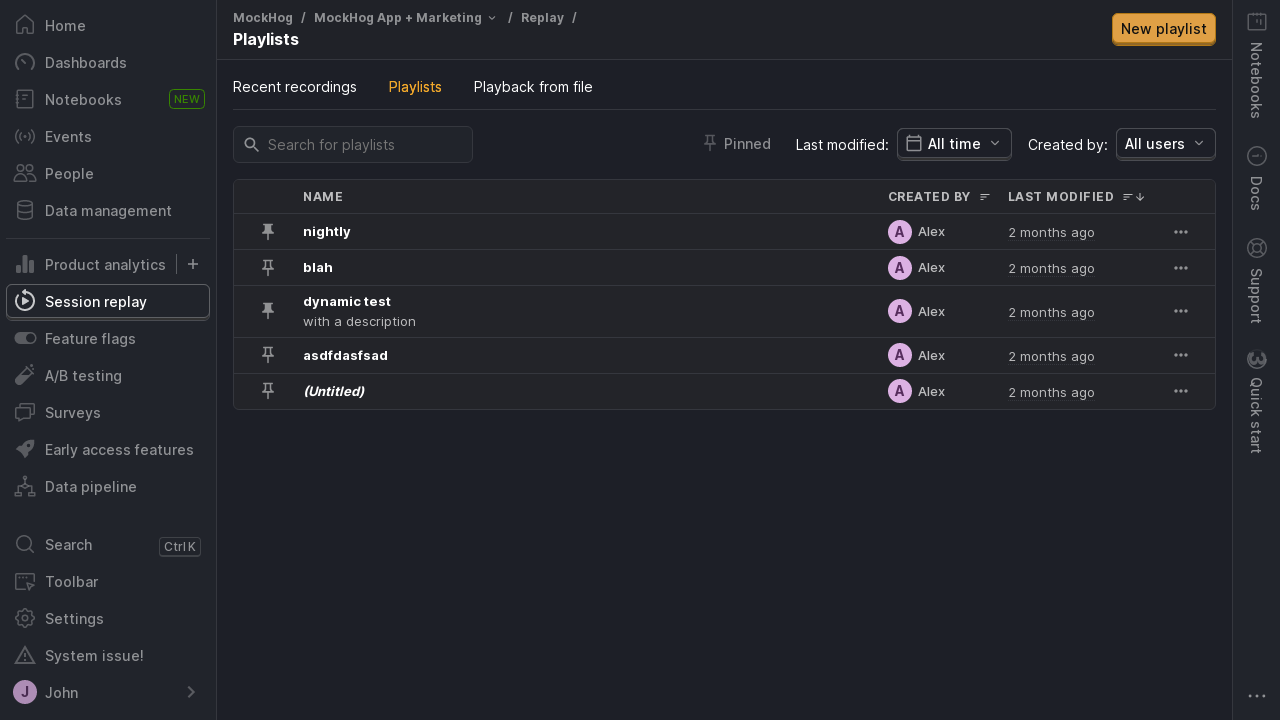 Home
Dashboards
Notebooks NEW
Events
People
Data management
Product analytics
Session replay
Feature flags
A/B testing
Surveys
Early access features
Data pipeline
Search Ctrl K
Toolbar
Settings
System issue!
J John
MockHog / MockHog App + Marketing / Replay /
Playlists
New playlist
Recent recordings Playlists Playback from file
Search for playlists Pinned Last modified: All time Created by: All users
NAME CREATED BY LAST MODIFIED
nightly A Alex 2 months ago
blah A Alex 2 months ago
dynamic test A Alex 2 months ago
with a description
asdfdasfsad A Alex 2 months ago
(Untitled) A Alex 2 months ago
Notebooks
Docs
Support
Quick start